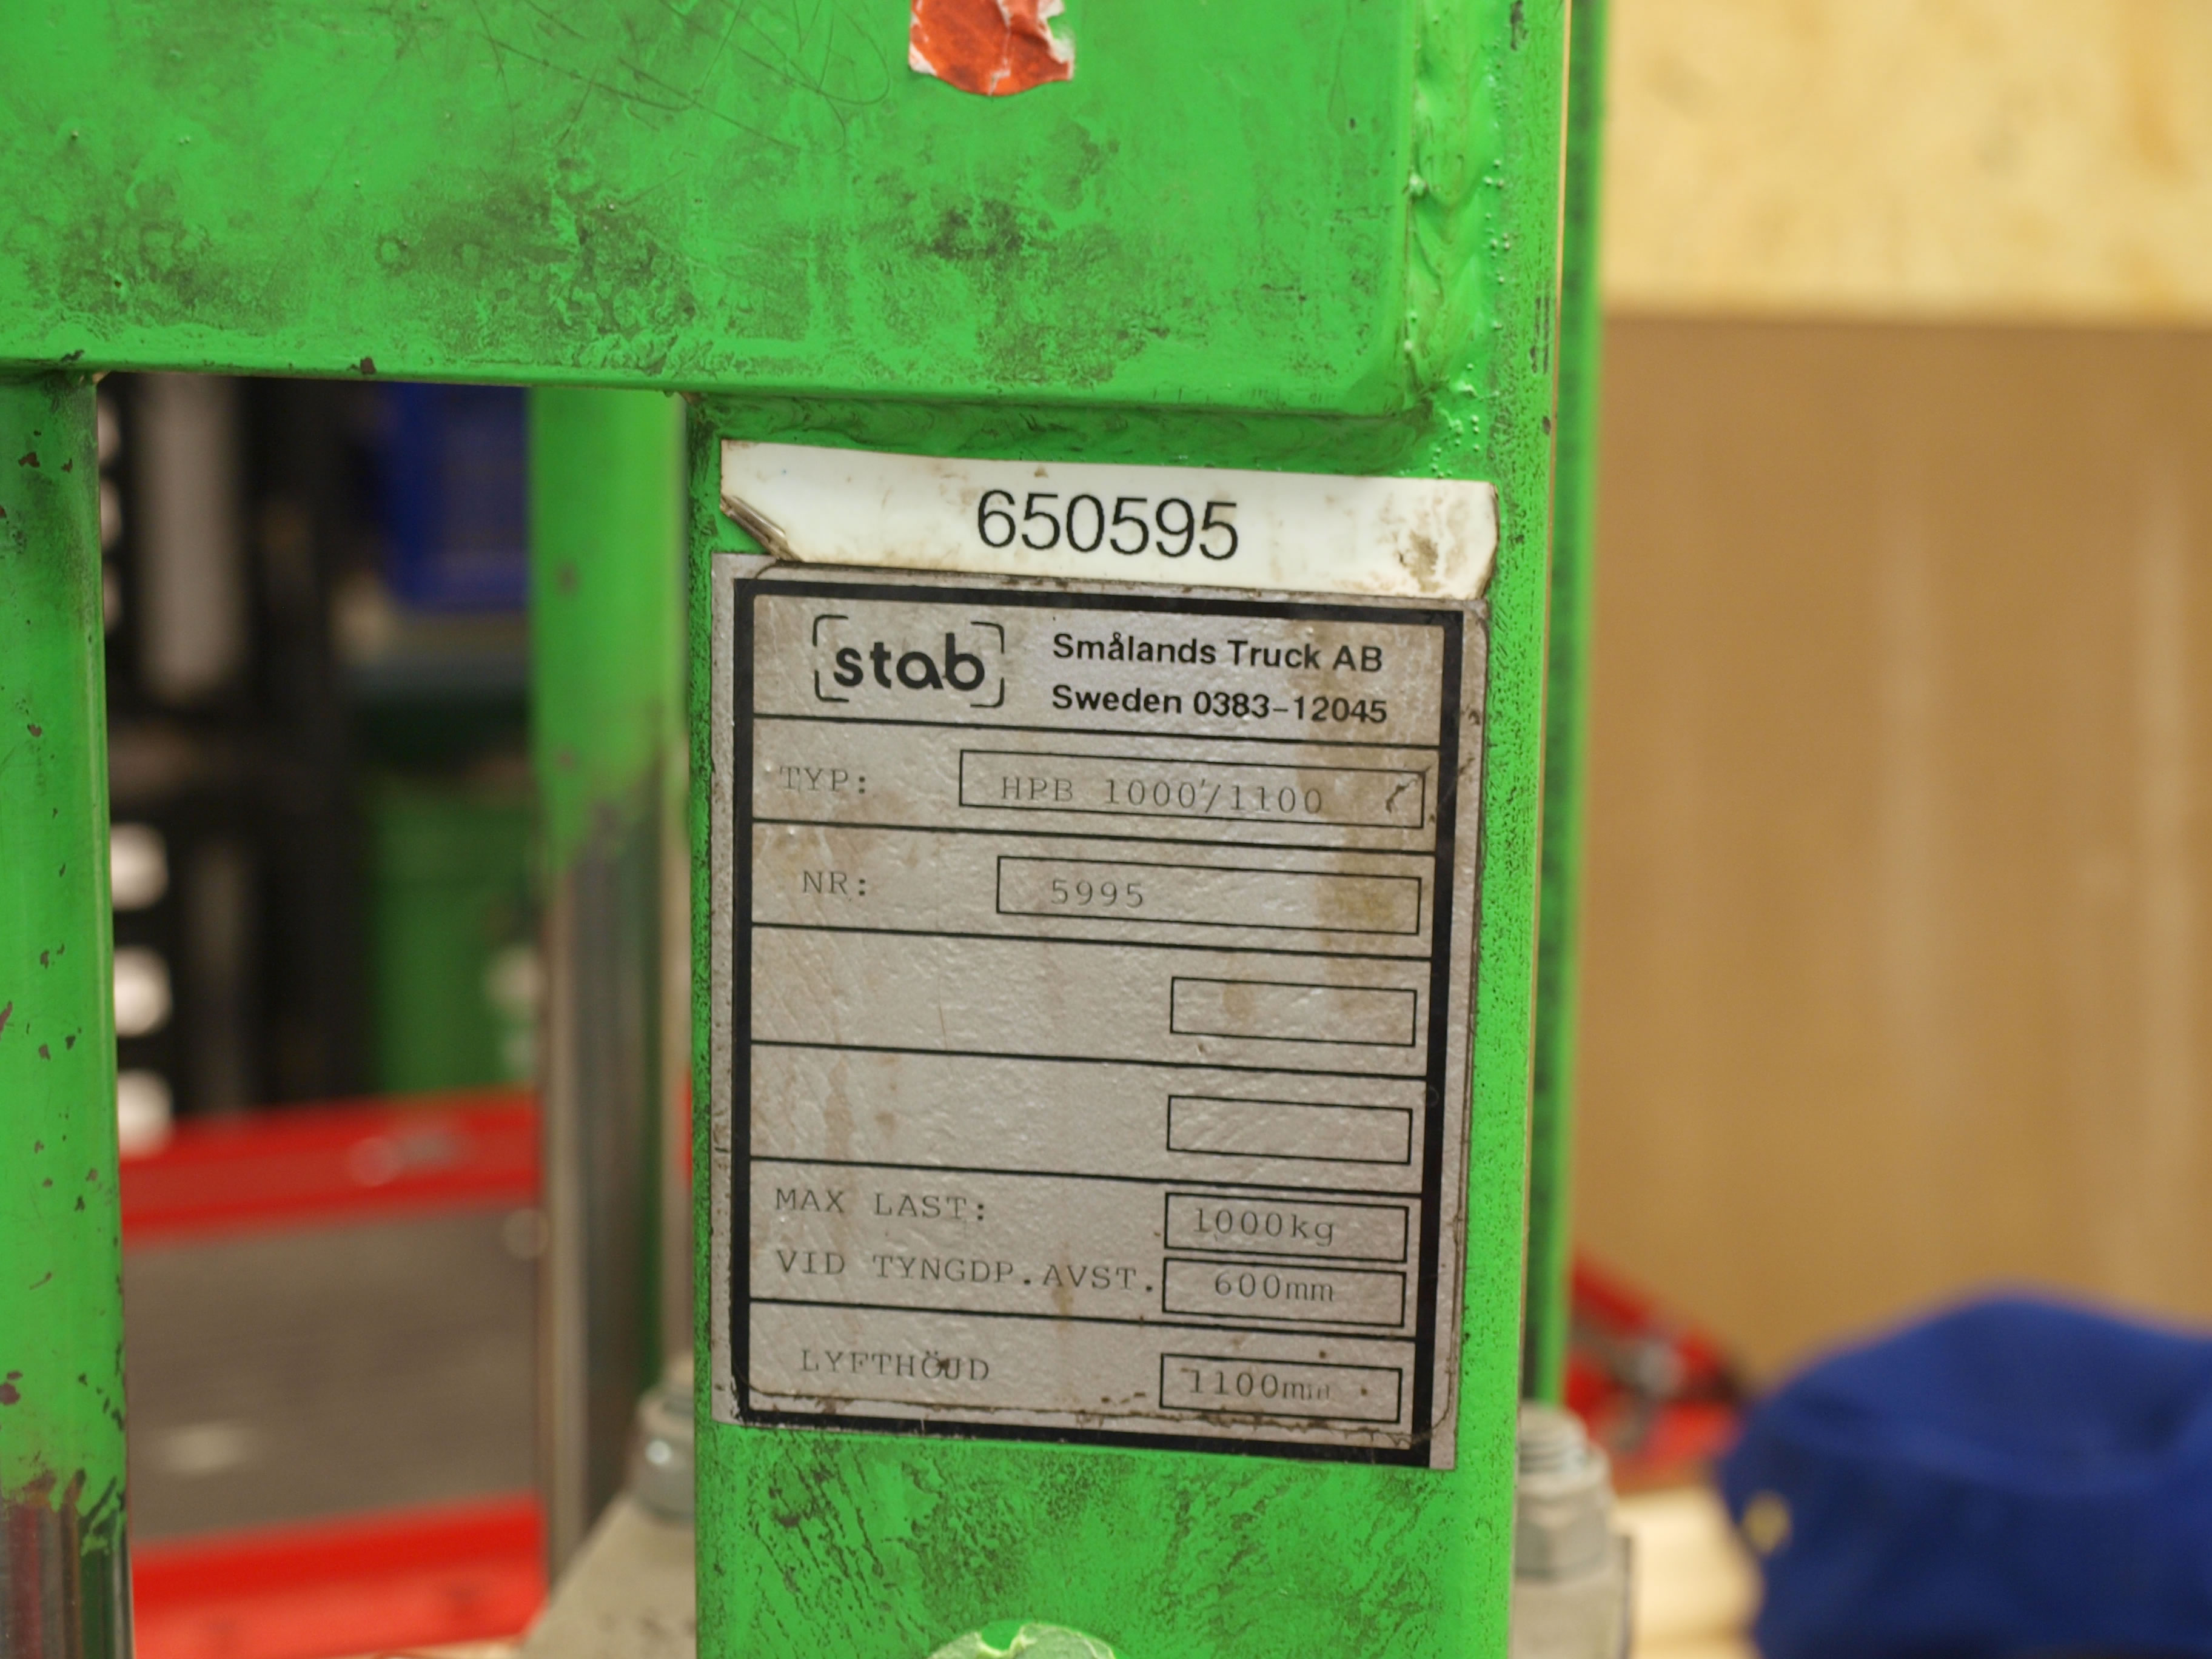 650595
stab
Smålands Truck AB
Sweden 0383-12045
TYP: HPB 1000/1100
NR: 5995
MAX LAST: 1000kg
VID TYNGDP.AVST. 600mm
LYFTHÖJD 1100mm